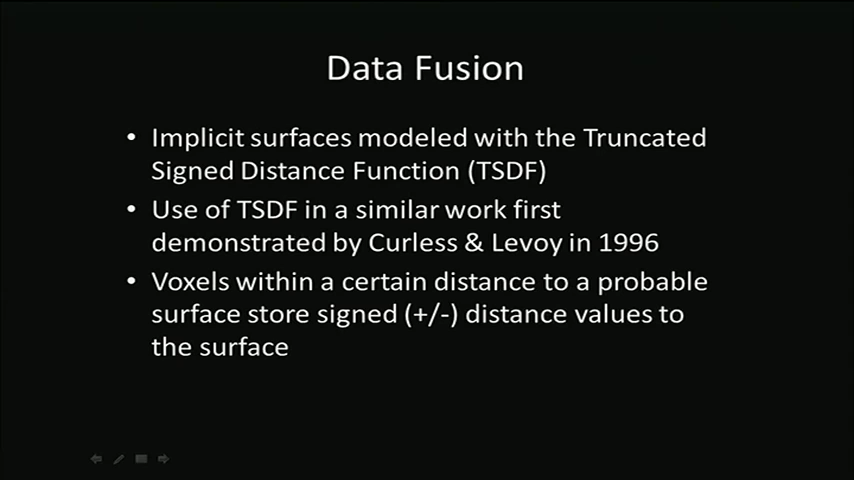 Data Fusion
• Implicit surfaces modeled with the Truncated
Signed Distance Function (TSDF)
• Use of TSDF in a similar work first
demonstrated by Curless & Levoy in 1996
• Voxels within a certain distance to a probable
surface store signed (+/-) distance values to
the surface